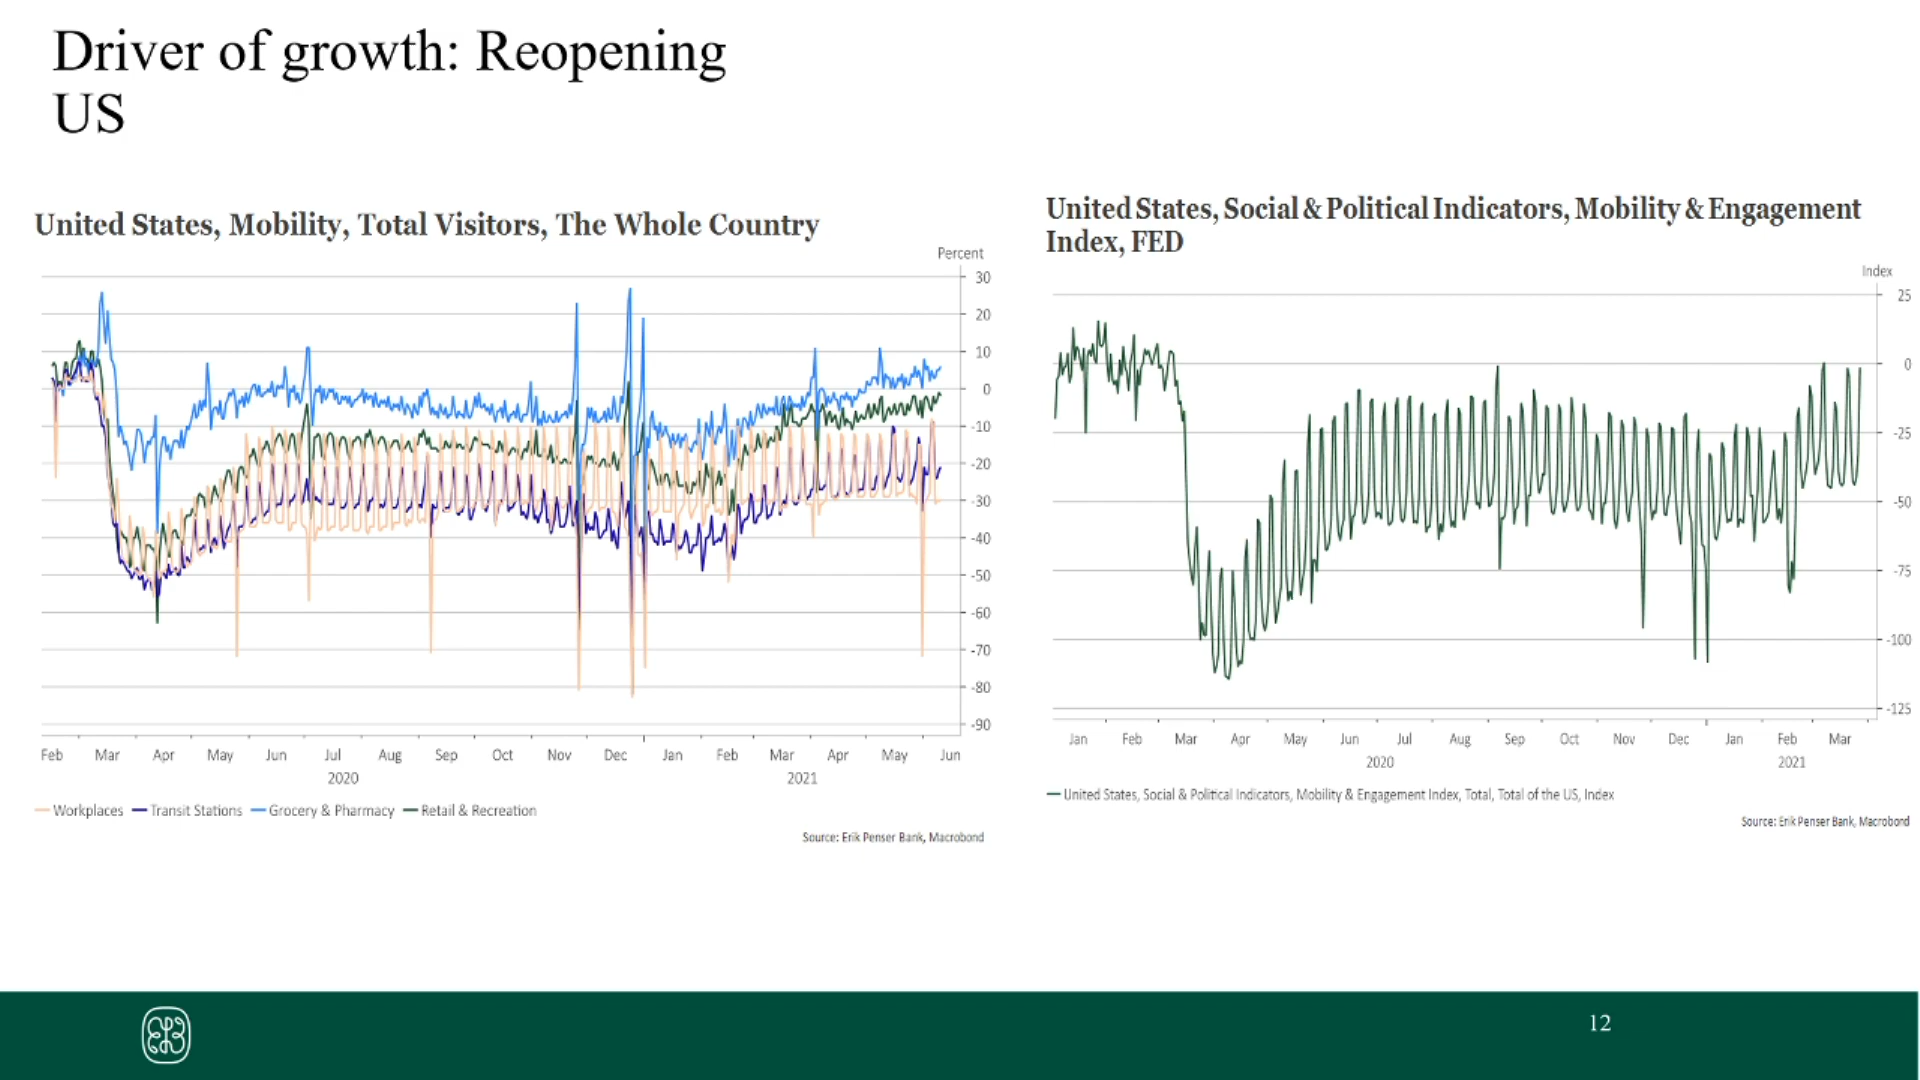 Driver of growth: Reopening
US
United States, Mobility, Total Visitors, The Whole Country
Percent
30
20
10
0
-10
-20
-30
-40
-50
-60
-70
-80
-90
Feb Mar Apr May Jun Jul Aug Sep Oct Nov Dec Jan Feb Mar Apr May Jun
2020 2021
Workplaces Transit Stations Grocery & Pharmacy Retail & Recreation
Source: Erik Penser Bank, Macrobond
United States, Social & Political Indicators, Mobility & Engagement
Index, FED
Index
25
0
-25
-50
-75
-100
-125
Jan Feb Mar Apr May Jun Jul Aug Sep Oct Nov Dec Jan Feb Mar
2020 2021
United States, Social & Political Indicators, Mobility & Engagement Index, Total, Total of the US, Index
Source: Erik Penser Bank, Macrobond
12